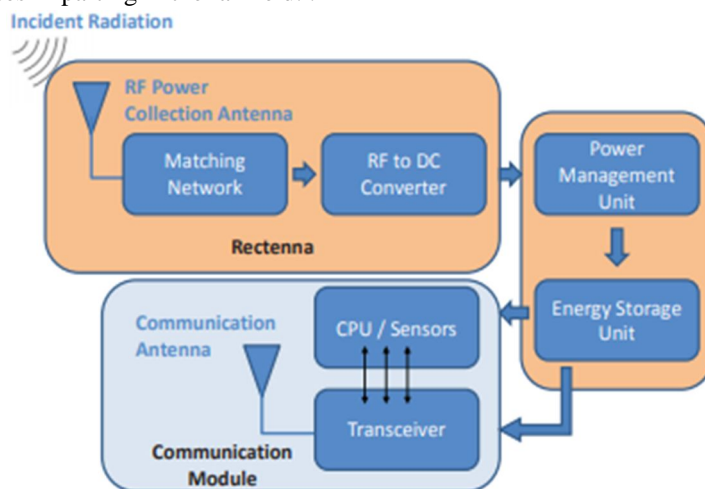 Incident Radiation
RF Power
Collection Antenna
Matching
Network
RF to DC
Converter
Rectenna
Power
Management
Unit
Energy Storage
Unit
Communication
Antenna
CPU / Sensors
Transceiver
Communication
Module